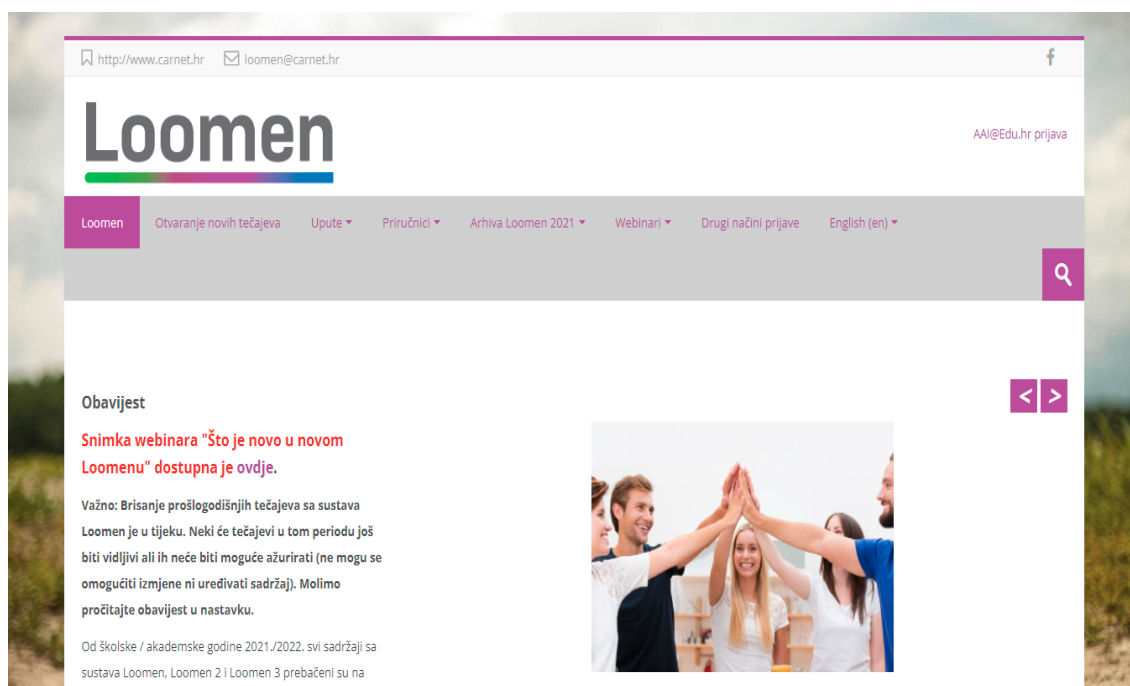 http://www.carnet.hr loomen@carnet.hr
Loomen
AAI@Edu.hr prijava
Loomen Otvaranje novih tečajeva Upute Priručnici Arhiva Loomen 2021 Webinari Drugi načini prijave English (en)
< >
Obavijest
Snimka webinara "Što je novo u novom
Loomenu" dostupna je ovdje.
Važno: Brisanje prošlogodišnjih tečajeva sa sustava
Loomen je u tijeku. Neki će tečajevi u tom periodu još
biti vidljivi ali ih neće biti moguće ažurirati (ne mogu se
omogućiti izmjene ni uređivati sadržaj). Molimo
pročitajte obavijest u nastavku.
Od školske / akademske godine 2021./2022. svi sadržaji sa
sustava Loomen, Loomen 2 i Loomen 3 prebačeni su na